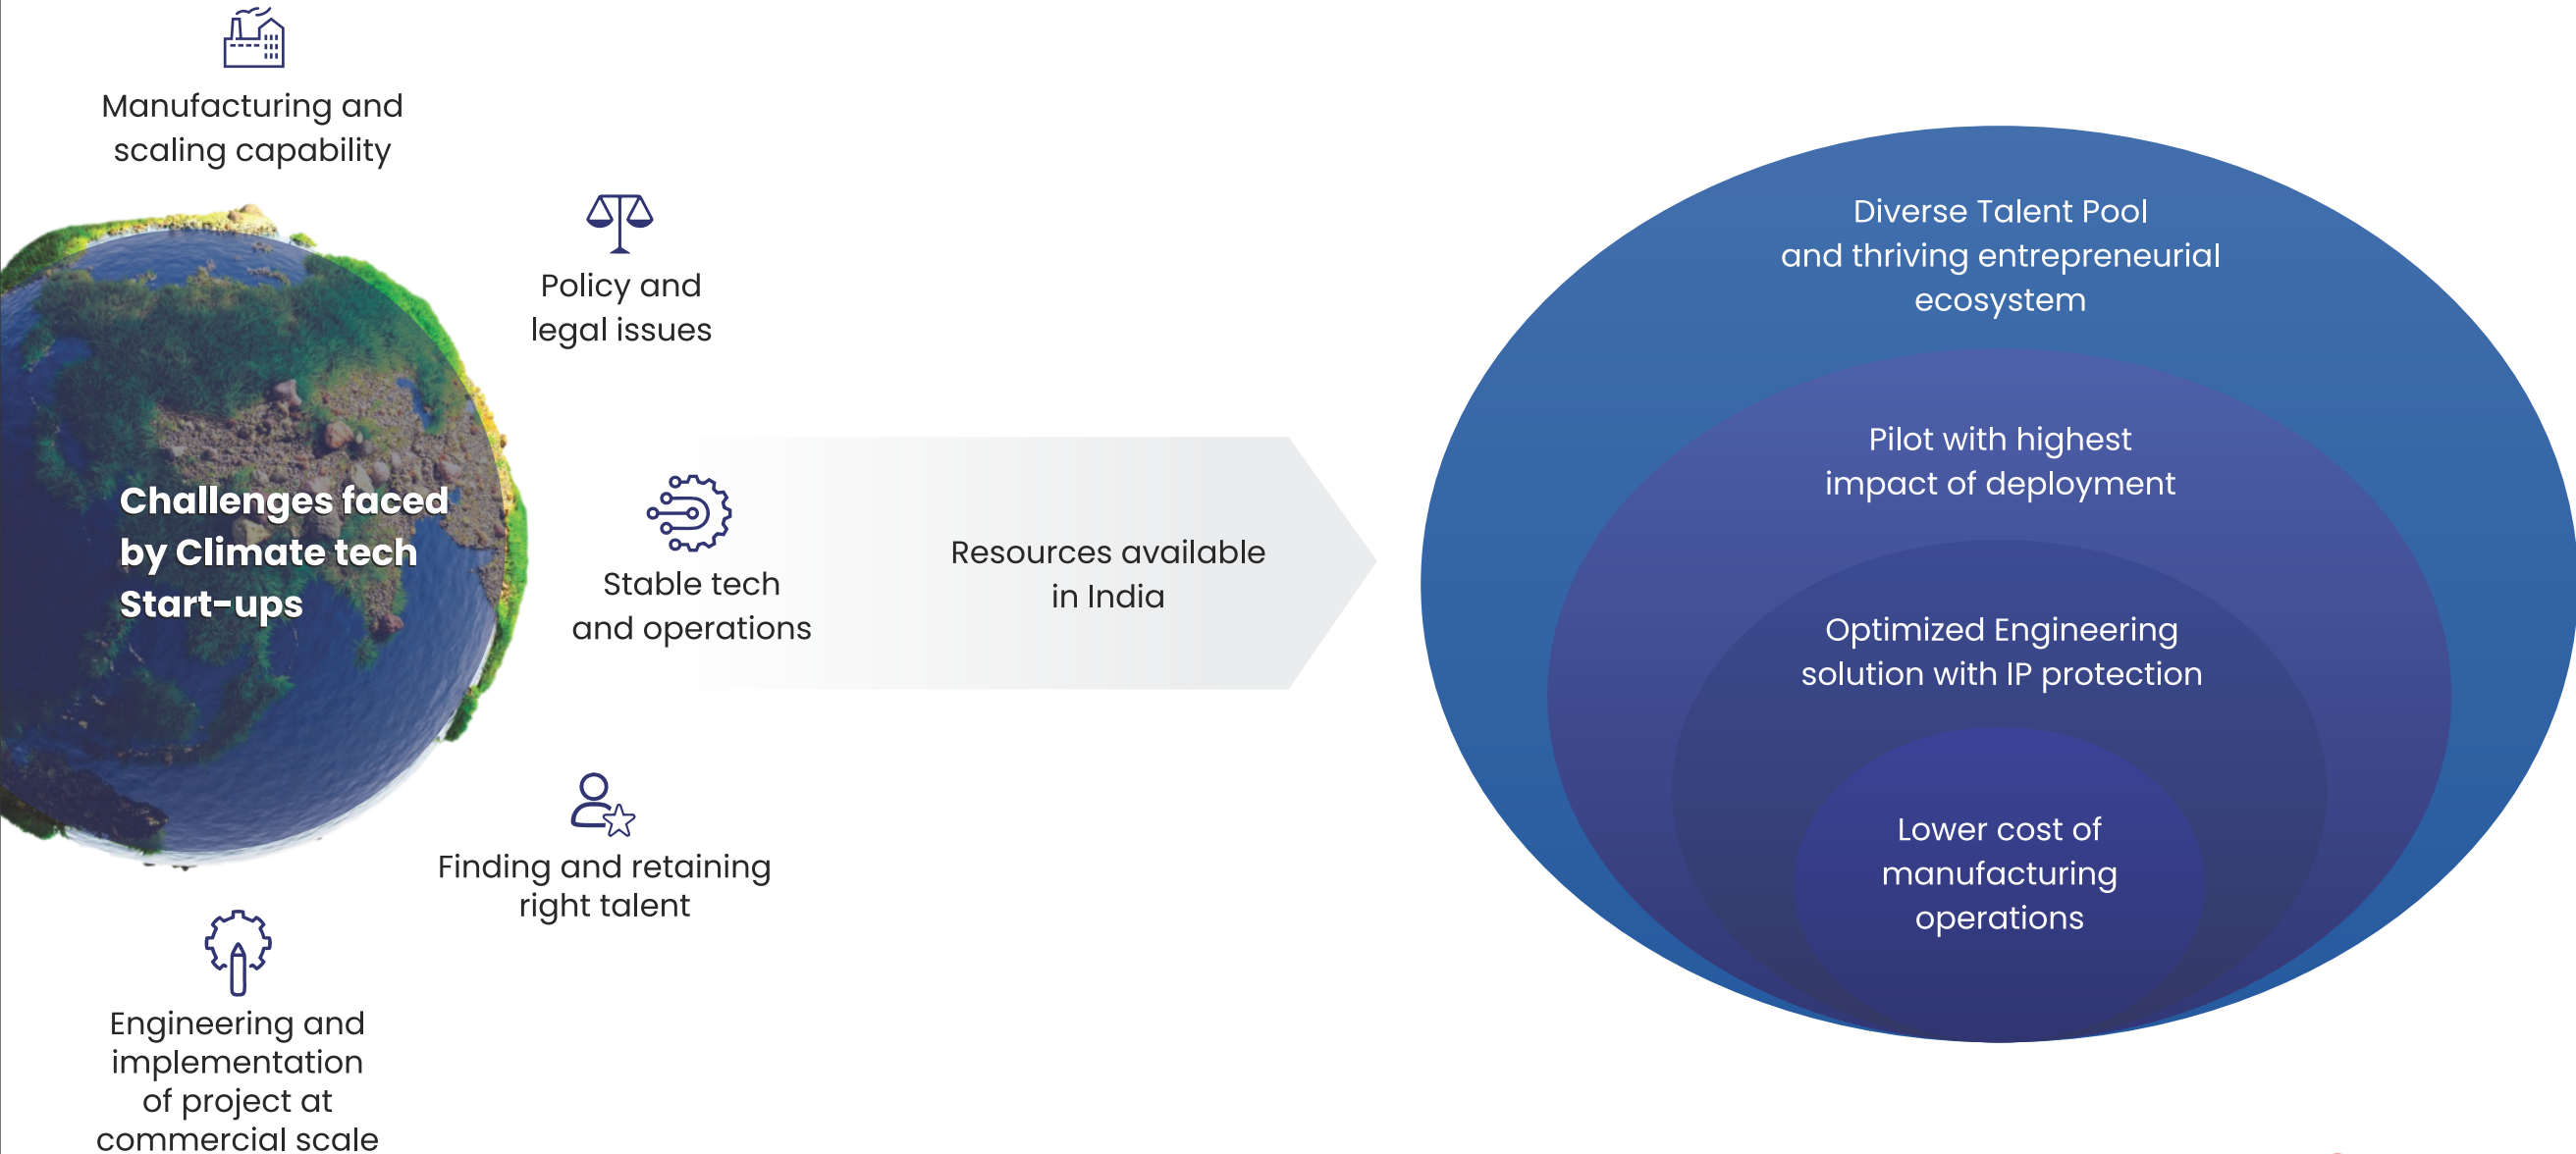 Manufacturing and
scaling capability
Policy and
legal issues
Challenges faced
by Climate tech
Start-ups
Stable tech
and operations
Finding and retaining
right talent
Engineering and
implementation
of project at
commercial scale
Resources available
in India
Diverse Talent Pool
and thriving entrepreneurial
ecosystem
Pilot with highest
impact of deployment
Optimized Engineering
solution with IP protection
Lower cost of
manufacturing
operations